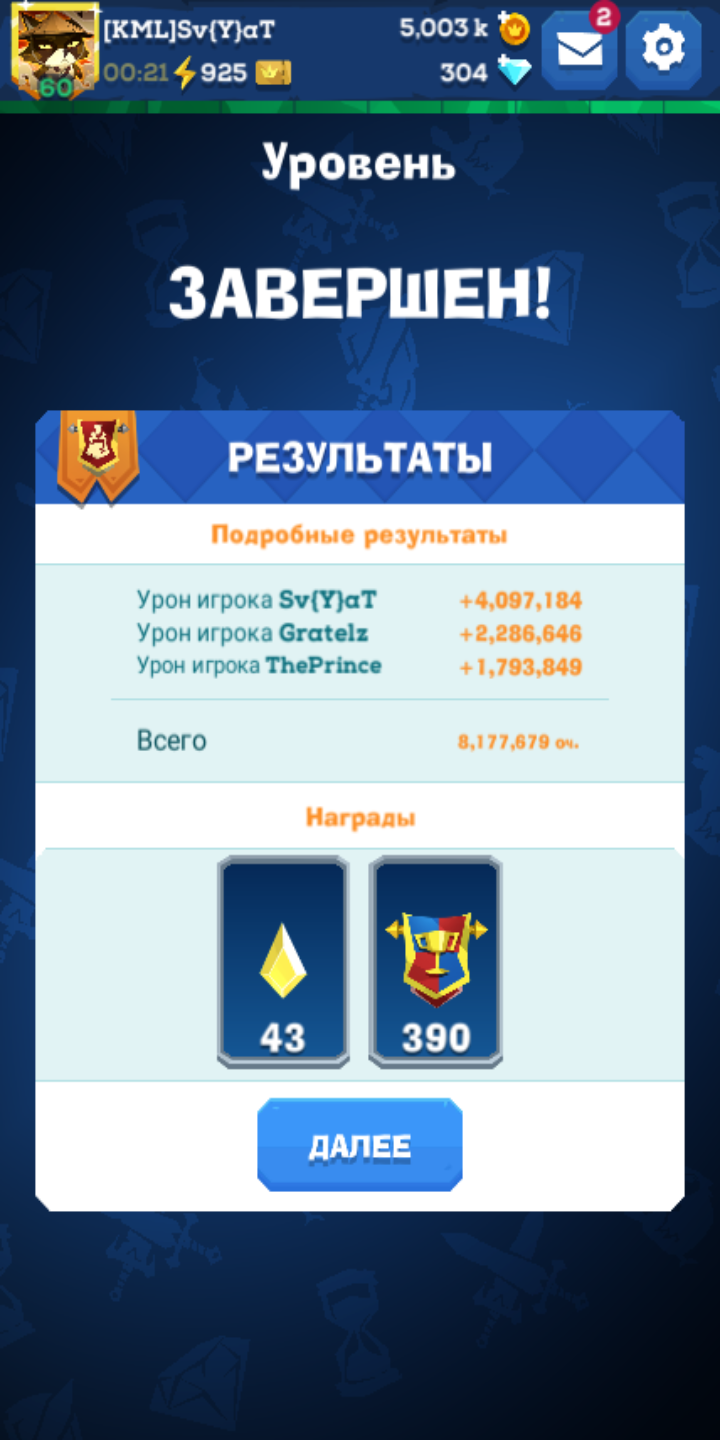 [KML]Sv{Y}αT
5,003 k
2
60
00:21
925
304
Уровень
ЗАВЕРШЕН!
РЕЗУЛЬТАТЫ
Подробные результаты
Урон игрока Sv{Y}αT +4,097,184
Урон игрока Gratelz +2,286,646
Урон игрока ThePrince +1,793,849
Всего 8,177,679 оч.
Награды
43
390
ДАЛЕЕ